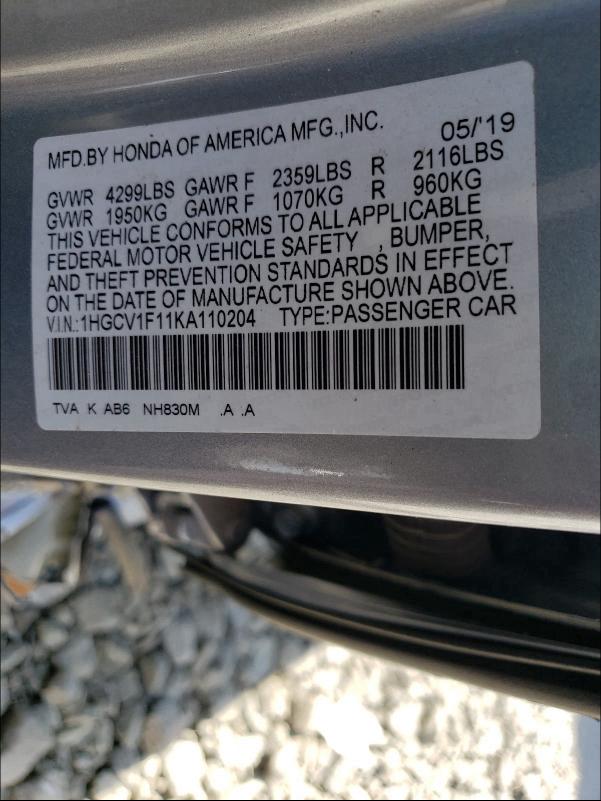 MFD.BY HONDA OF AMERICA MFG.,INC. 05/'19
GVWR 4299LBS GAWR F 2359LBS R 2116LBS
GVWR 1950KG GAWR F 1070KG R 960KG
THIS VEHICLE CONFORMS TO ALL APPLICABLE
FEDERAL MOTOR VEHICLE SAFETY , BUMPER,
AND THEFT PREVENTION STANDARDS IN EFFECT
ON THE DATE OF MANUFACTURE SHOWN ABOVE.
V.I.N.:1HGCV1F11KA110204 TYPE:PASSENGER CAR
TVA K AB6 NH830M .A .A